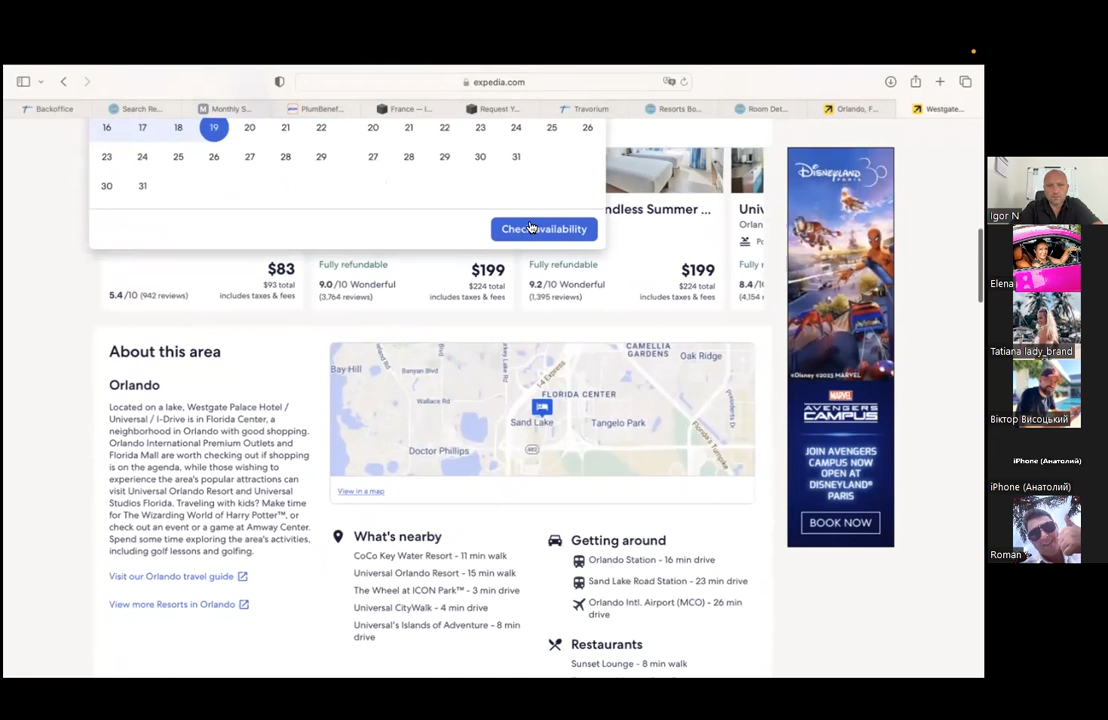 expedia.com
Backoffice
Search Re...
Monthly S...
PlumBenef...
France — I...
Request Y...
Travorium
Resorts Bo...
Room Det...
Orlando, F...
Westgate...
16 17 18 19 20 21 22 20 21 22 23 24 25 26
23 24 25 26 27 28 29 27 28 29 30 31
30 31
Check availability
ndless Summer ...
Univ
Orlan
$83
$93 total
includes taxes & fees
5.4/10 (942 reviews)
Fully refundable
9.0/10 Wonderful
(3,764 reviews)
$199
$224 total
includes taxes & fees
Fully refundable
9.2/10 Wonderful
(1,395 reviews)
$199
$224 total
includes taxes & fees
Fully r
8.4/1
(4,154 r
About this area
Orlando
Located on a lake, Westgate Palace Hotel /
Universal / I-Drive is in Florida Center, a
neighborhood in Orlando with good shopping.
Orlando International Premium Outlets and
Florida Mall are worth checking out if shopping
is on the agenda, while those wishing to
experience the area's popular attractions can
visit Universal Orlando Resort and Universal
Studios Florida. Traveling with kids? Make time
for The Wizarding World of Harry Potter™, or
check out an event or a game at Amway Center.
Spend some time exploring the area's activities,
including golf lessons and golfing.
Visit our Orlando travel guide
View more Resorts in Orlando
CAMELLIA
GARDENS
Oak Ridge
Bay Hill
Banyan Blvd
Wallace Rd
I-4 Express
FLORIDA CENTER
Sand Lake
Tangelo Park
Doctor Phillips
482
Florida's Turnpike
View in a map
What's nearby
CoCo Key Water Resort - 11 min walk
Universal Orlando Resort - 15 min walk
The Wheel at ICON Park™ - 3 min drive
Universal CityWalk - 4 min drive
Universal's Islands of Adventure - 8 min
drive
Getting around
Orlando Station - 16 min drive
Sand Lake Road Station - 23 min drive
Orlando Intl. Airport (MCO) - 26 min
drive
Restaurants
Sunset Lounge - 8 min walk
DISNEYLAND 30
PARIS
©Disney ©2023 MARVEL
MARVEL
AVENGERS
CAMPUS
JOIN AVENGERS
CAMPUS NOW
OPEN AT
DISNEYLAND®
PARIS
BOOK NOW
Igor N
Elena
Tatiana lady_brand
Віктор Висоцький
iPhone (Анатолий)
iPhone (Анатолий)
Roman